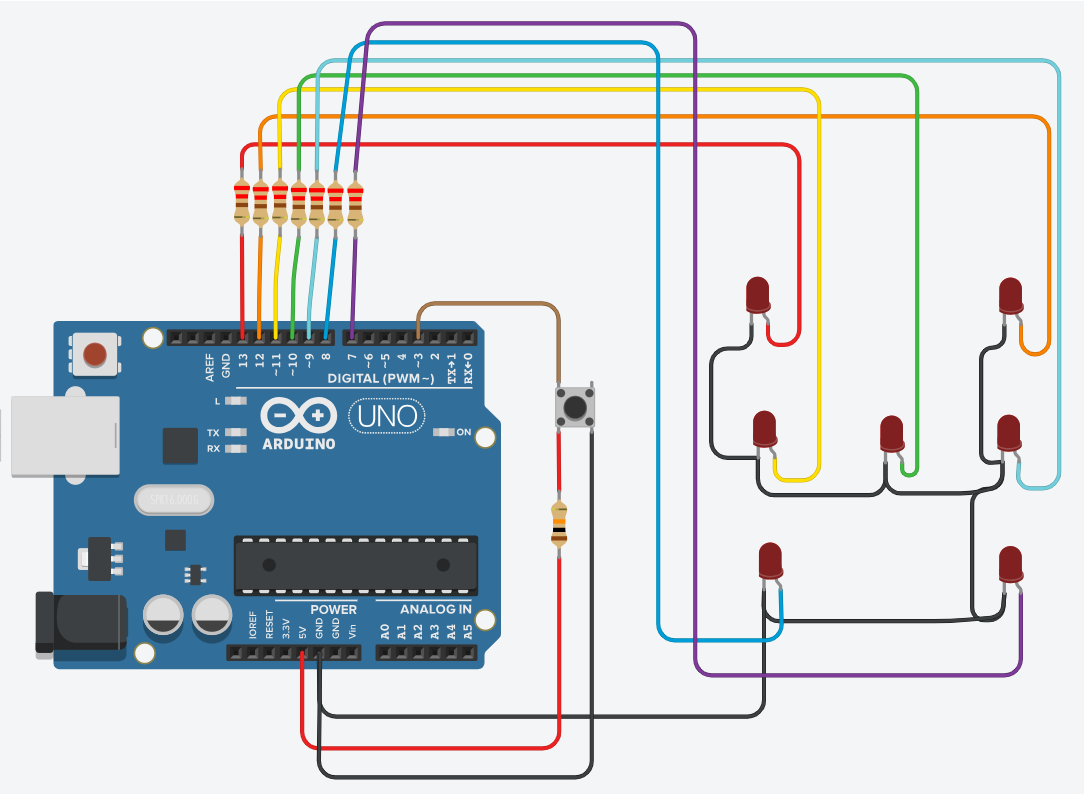 AREF
GND
13
12
~11
~10
~9
8
7
~6
~5
4
~3
2
TX→1
RX←0
DIGITAL (PWM~)
L
TX
RX
UNO
ARDUINO
ON
SPK16.000G
POWER
ANALOG IN
IOREF
RESET
3.3V
5V
GND
GND
Vin
A0
A1
A2
A3
A4
A5